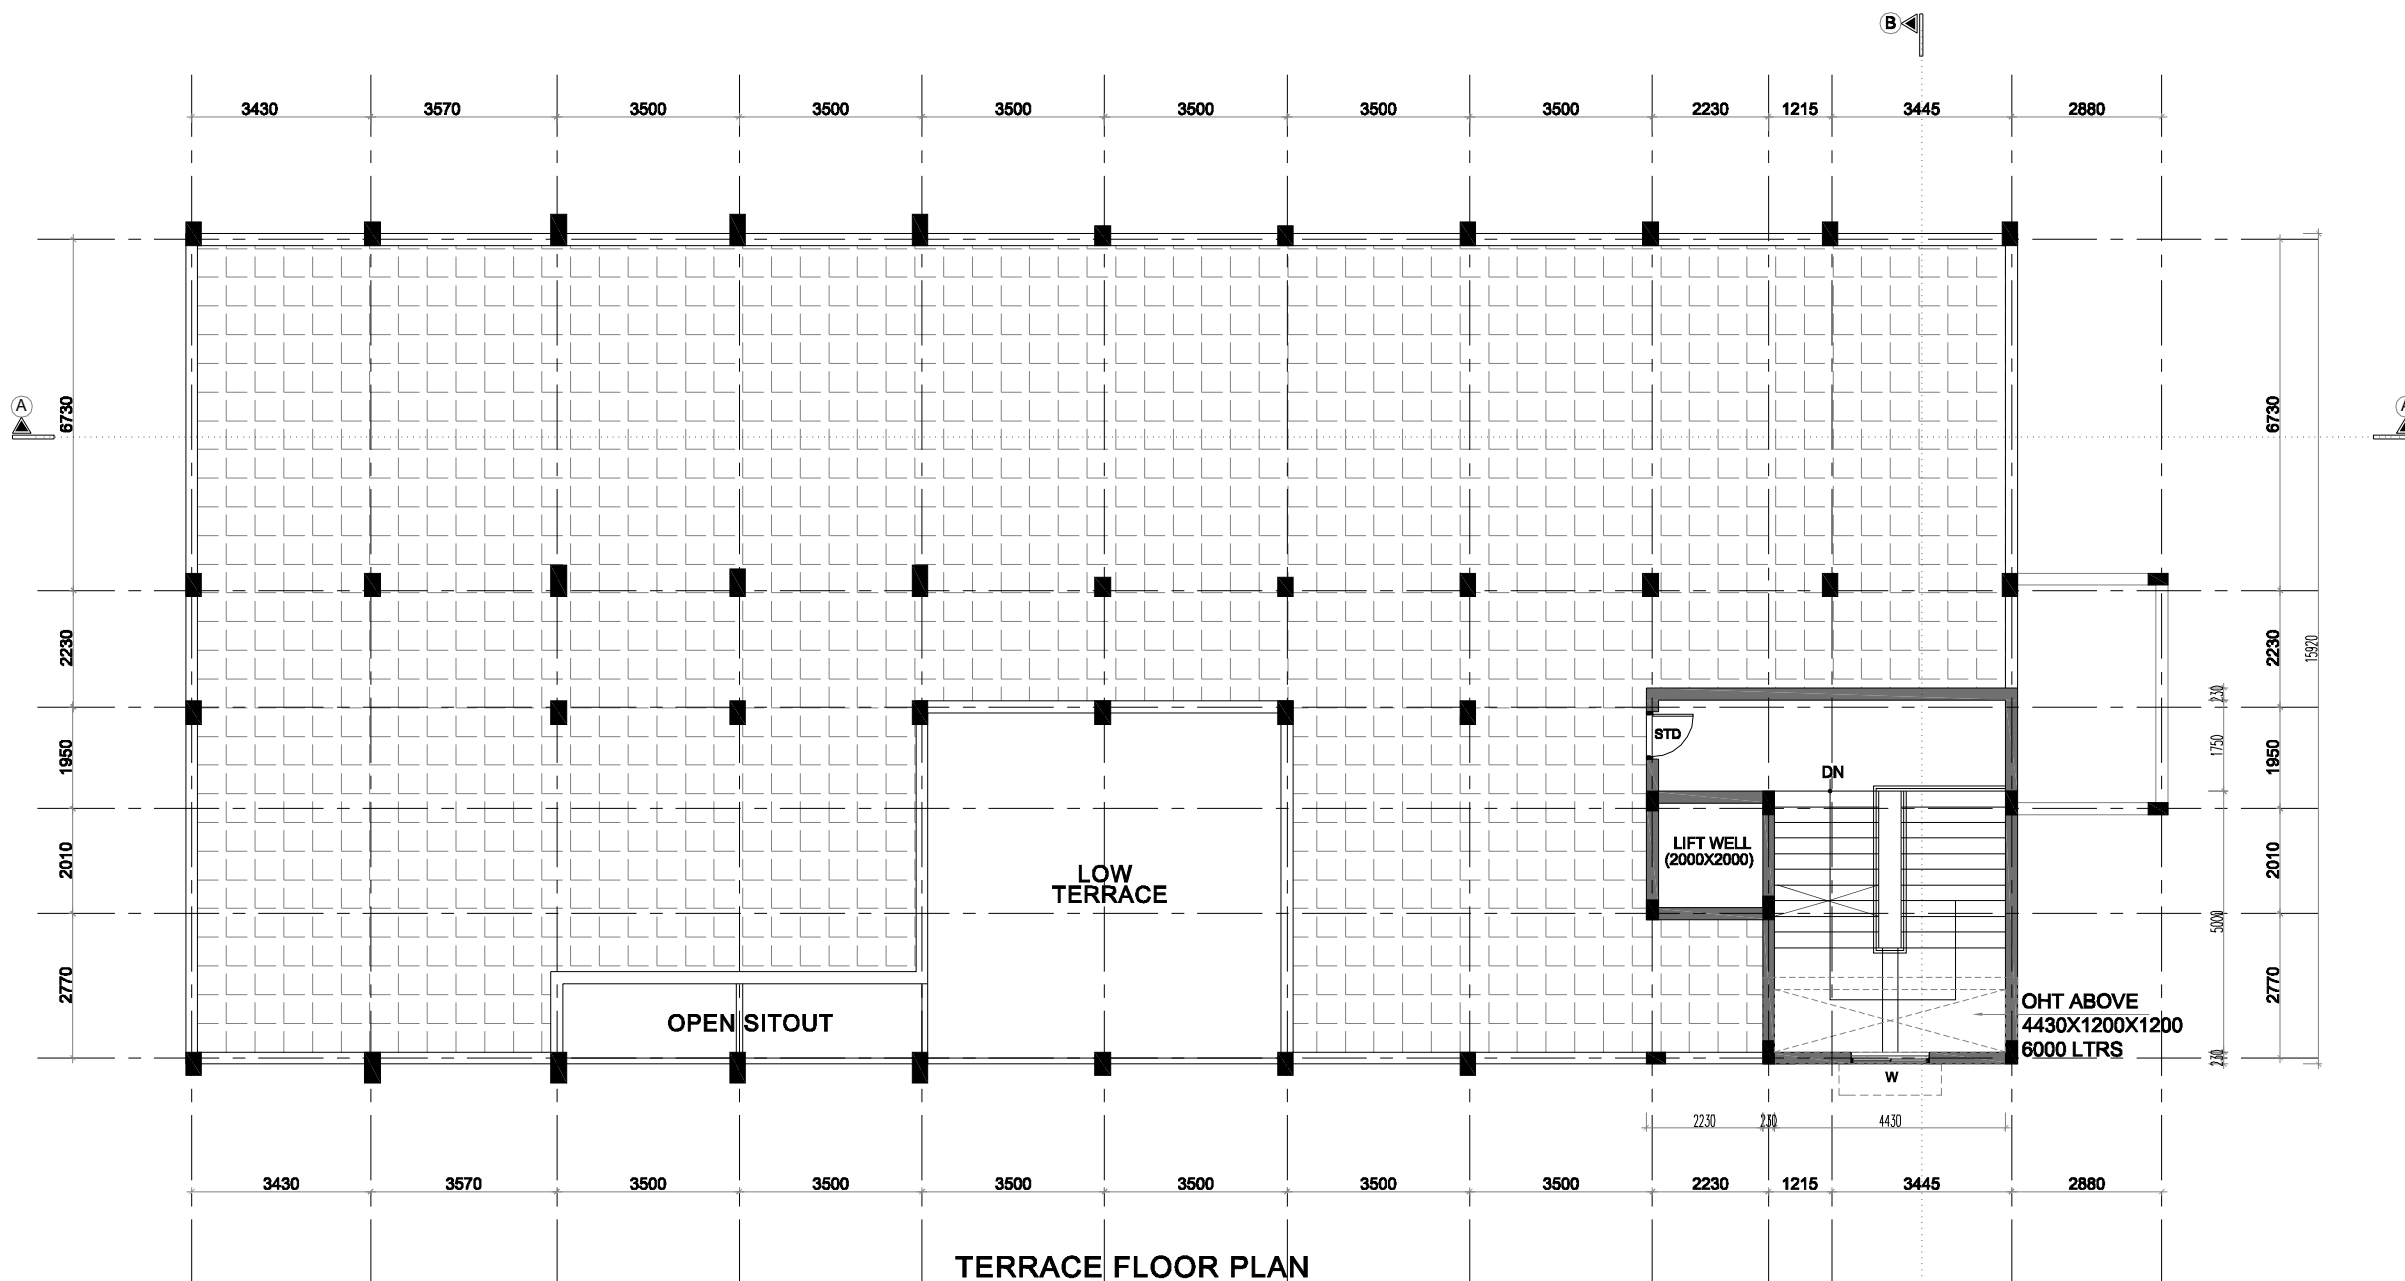 B
3430 3570 3500 3500 3500 3500 3500 3500 2230 1215 3445 2880
A
A
6730
6730
2230
2230
15920
230
1950
STD
1750
1950
DN
LIFT WELL
(2000X2000)
2010
LOW
TERRACE
2010
5000
2770
2770
OPEN SITOUT
OHT ABOVE
4430X1200X1200
6000 LTRS
230
W
2230 230 4430
3430 3570 3500 3500 3500 3500 3500 3500 2230 1215 3445 2880
TERRACE FLOOR PLAN